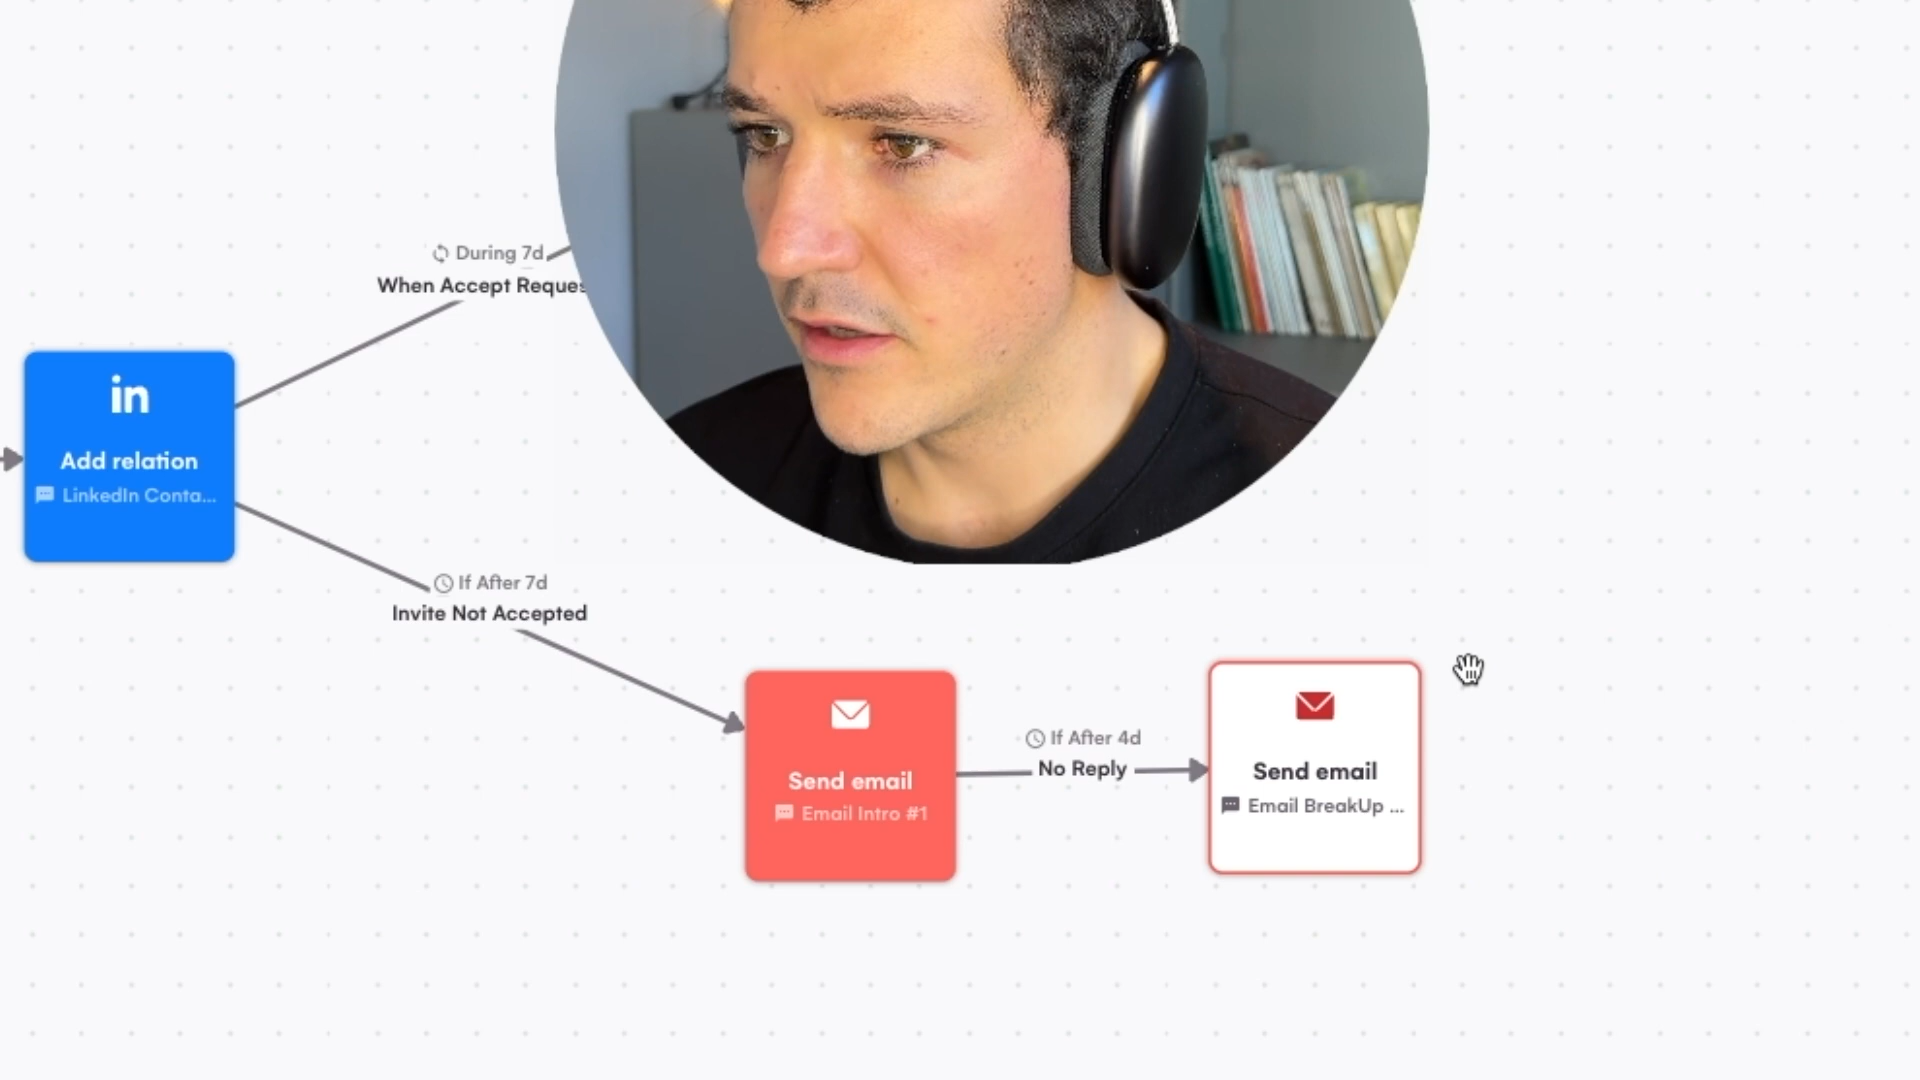 During 7d
When Accept Reques
in
Add relation
LinkedIn Conta...
If After 7d
Invite Not Accepted
Send email
Email Intro #1
If After 4d
No Reply
Send email
Email BreakUp ...